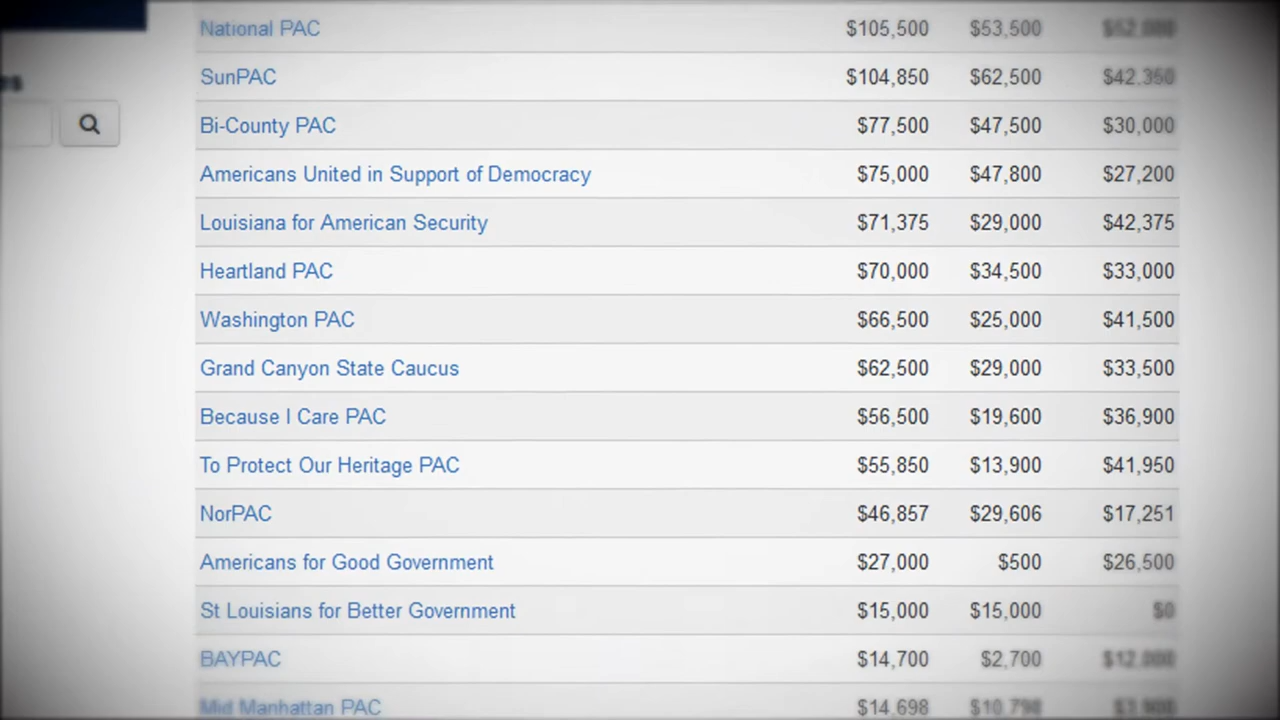 National PAC $105,500 $53,500 $52,000
SunPAC $104,850 $62,500 $42,350
Bi-County PAC $77,500 $47,500 $30,000
Americans United in Support of Democracy $75,000 $47,800 $27,200
Louisiana for American Security $71,375 $29,000 $42,375
Heartland PAC $70,000 $34,500 $33,000
Washington PAC $66,500 $25,000 $41,500
Grand Canyon State Caucus $62,500 $29,000 $33,500
Because I Care PAC $56,500 $19,600 $36,900
To Protect Our Heritage PAC $55,850 $13,900 $41,950
NorPAC $46,857 $29,606 $17,251
Americans for Good Government $27,000 $500 $26,500
St Louisians for Better Government $15,000 $15,000 $0
BAYPAC $14,700 $2,700 $12,000
Mid Manhattan PAC $14,698 $10,798